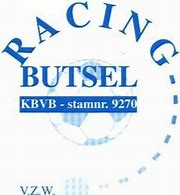 RACING
BUTSEL
KBVB - stamnr. 9270
V.Z.W.